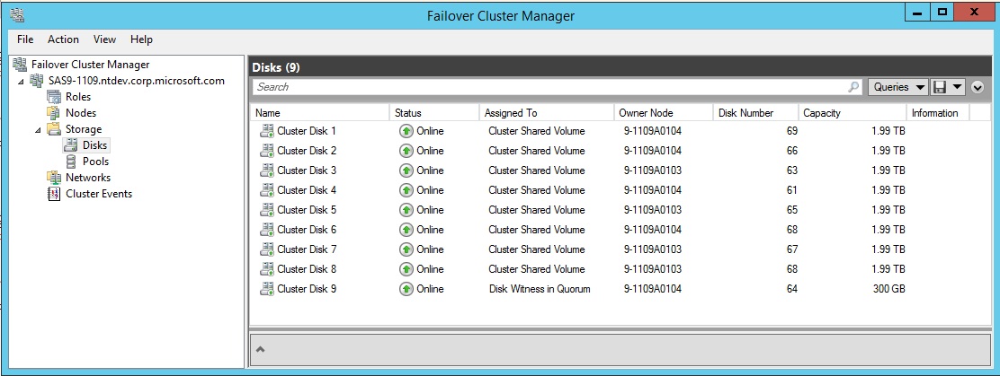 Failover Cluster Manager
File Action View Help
Failover Cluster Manager
SAS9-1109.ntdev.corp.microsoft.com
Roles
Nodes
Storage
Disks
Pools
Networks
Cluster Events
Disks (9)
Search Queries
Name Status Assigned To Owner Node Disk Number Capacity Information
Cluster Disk 1 Online Cluster Shared Volume 9-1109A0104 69 1.99 TB
Cluster Disk 2 Online Cluster Shared Volume 9-1109A0104 66 1.99 TB
Cluster Disk 3 Online Cluster Shared Volume 9-1109A0103 63 1.99 TB
Cluster Disk 4 Online Cluster Shared Volume 9-1109A0104 61 1.99 TB
Cluster Disk 5 Online Cluster Shared Volume 9-1109A0103 65 1.99 TB
Cluster Disk 6 Online Cluster Shared Volume 9-1109A0104 68 1.99 TB
Cluster Disk 7 Online Cluster Shared Volume 9-1109A0103 67 1.99 TB
Cluster Disk 8 Online Cluster Shared Volume 9-1109A0103 68 1.99 TB
Cluster Disk 9 Online Disk Witness in Quorum 9-1109A0104 64 300 GB